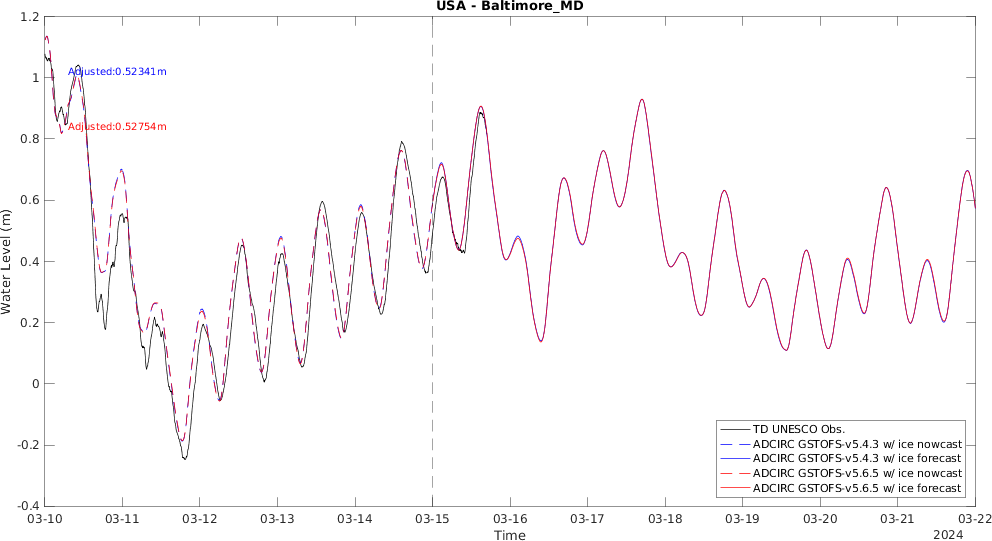 USA - Baltimore_MD
1.2
1
0.8
0.6
0.4
0.2
0
-0.2
-0.4
Water Level (m)
Adjusted:0.52341m
Adjusted:0.52754m
TD UNESCO Obs.
ADCIRC GSTOFS-v5.4.3 w/ ice nowcast
ADCIRC GSTOFS-v5.4.3 w/ ice forecast
ADCIRC GSTOFS-v5.6.5 w/ ice nowcast
ADCIRC GSTOFS-v5.6.5 w/ ice forecast
03-10 03-11 03-12 03-13 03-14 03-15 03-16 03-17 03-18 03-19 03-20 03-21 03-22
Time
2024